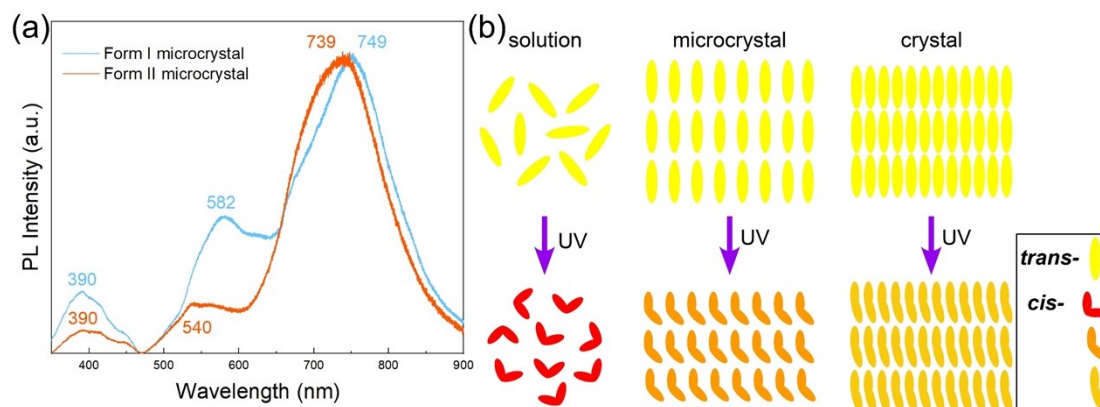 (a)
Form I microcrystal
Form II microcrystal
739
749
582
390
390
540
PL Intensity (a.u.)
400 500 600 700 800 900
Wavelength (nm)
(b)
solution microcrystal crystal
UV UV UV
trans-
cis-